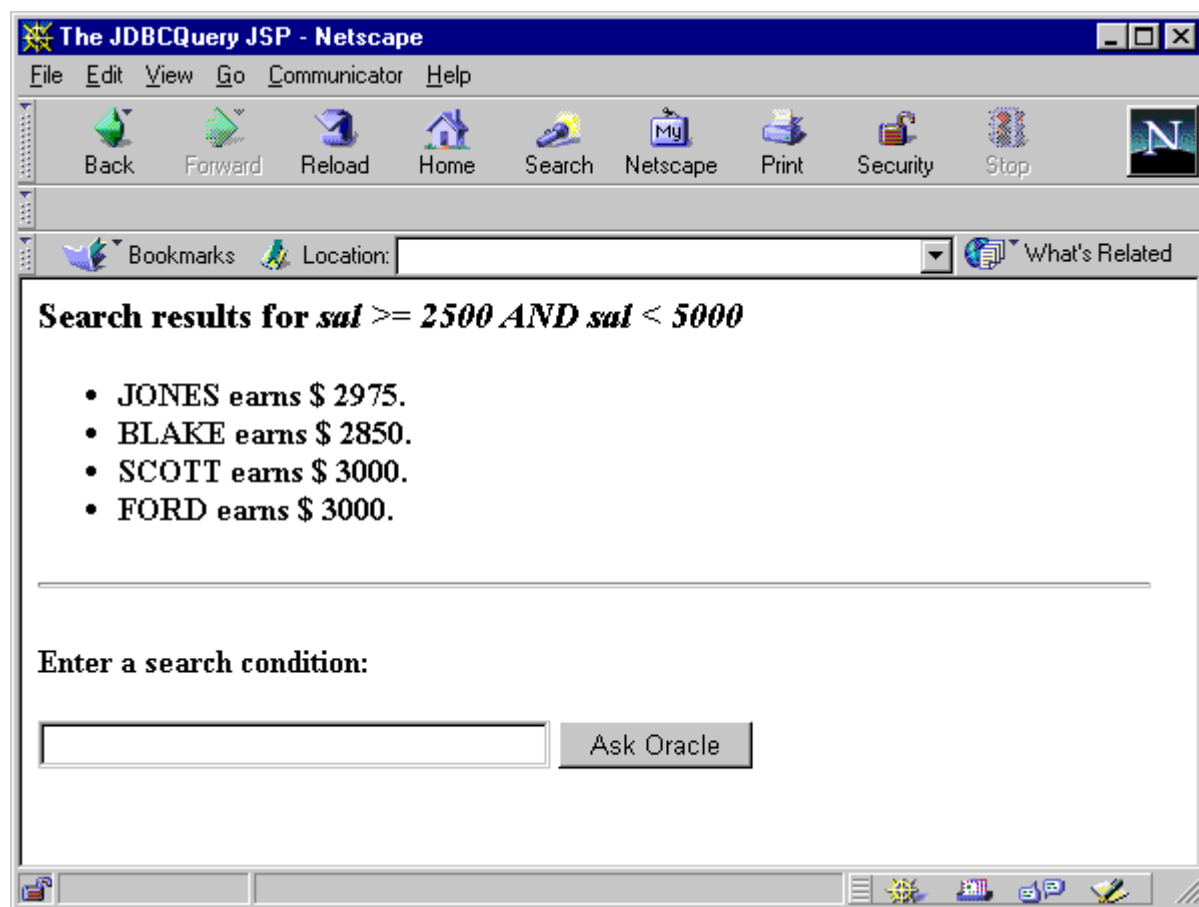 The JDBCQuery JSP - Netscape
File Edit View Go Communicator Help
Back Forward Reload Home Search Netscape Print Security Stop
My
N
Bookmarks Location: What's Related
Search results for sal >= 2500 AND sal < 5000
• JONES earns $ 2975.
• BLAKE earns $ 2850.
• SCOTT earns $ 3000.
• FORD earns $ 3000.
Enter a search condition:
Ask Oracle